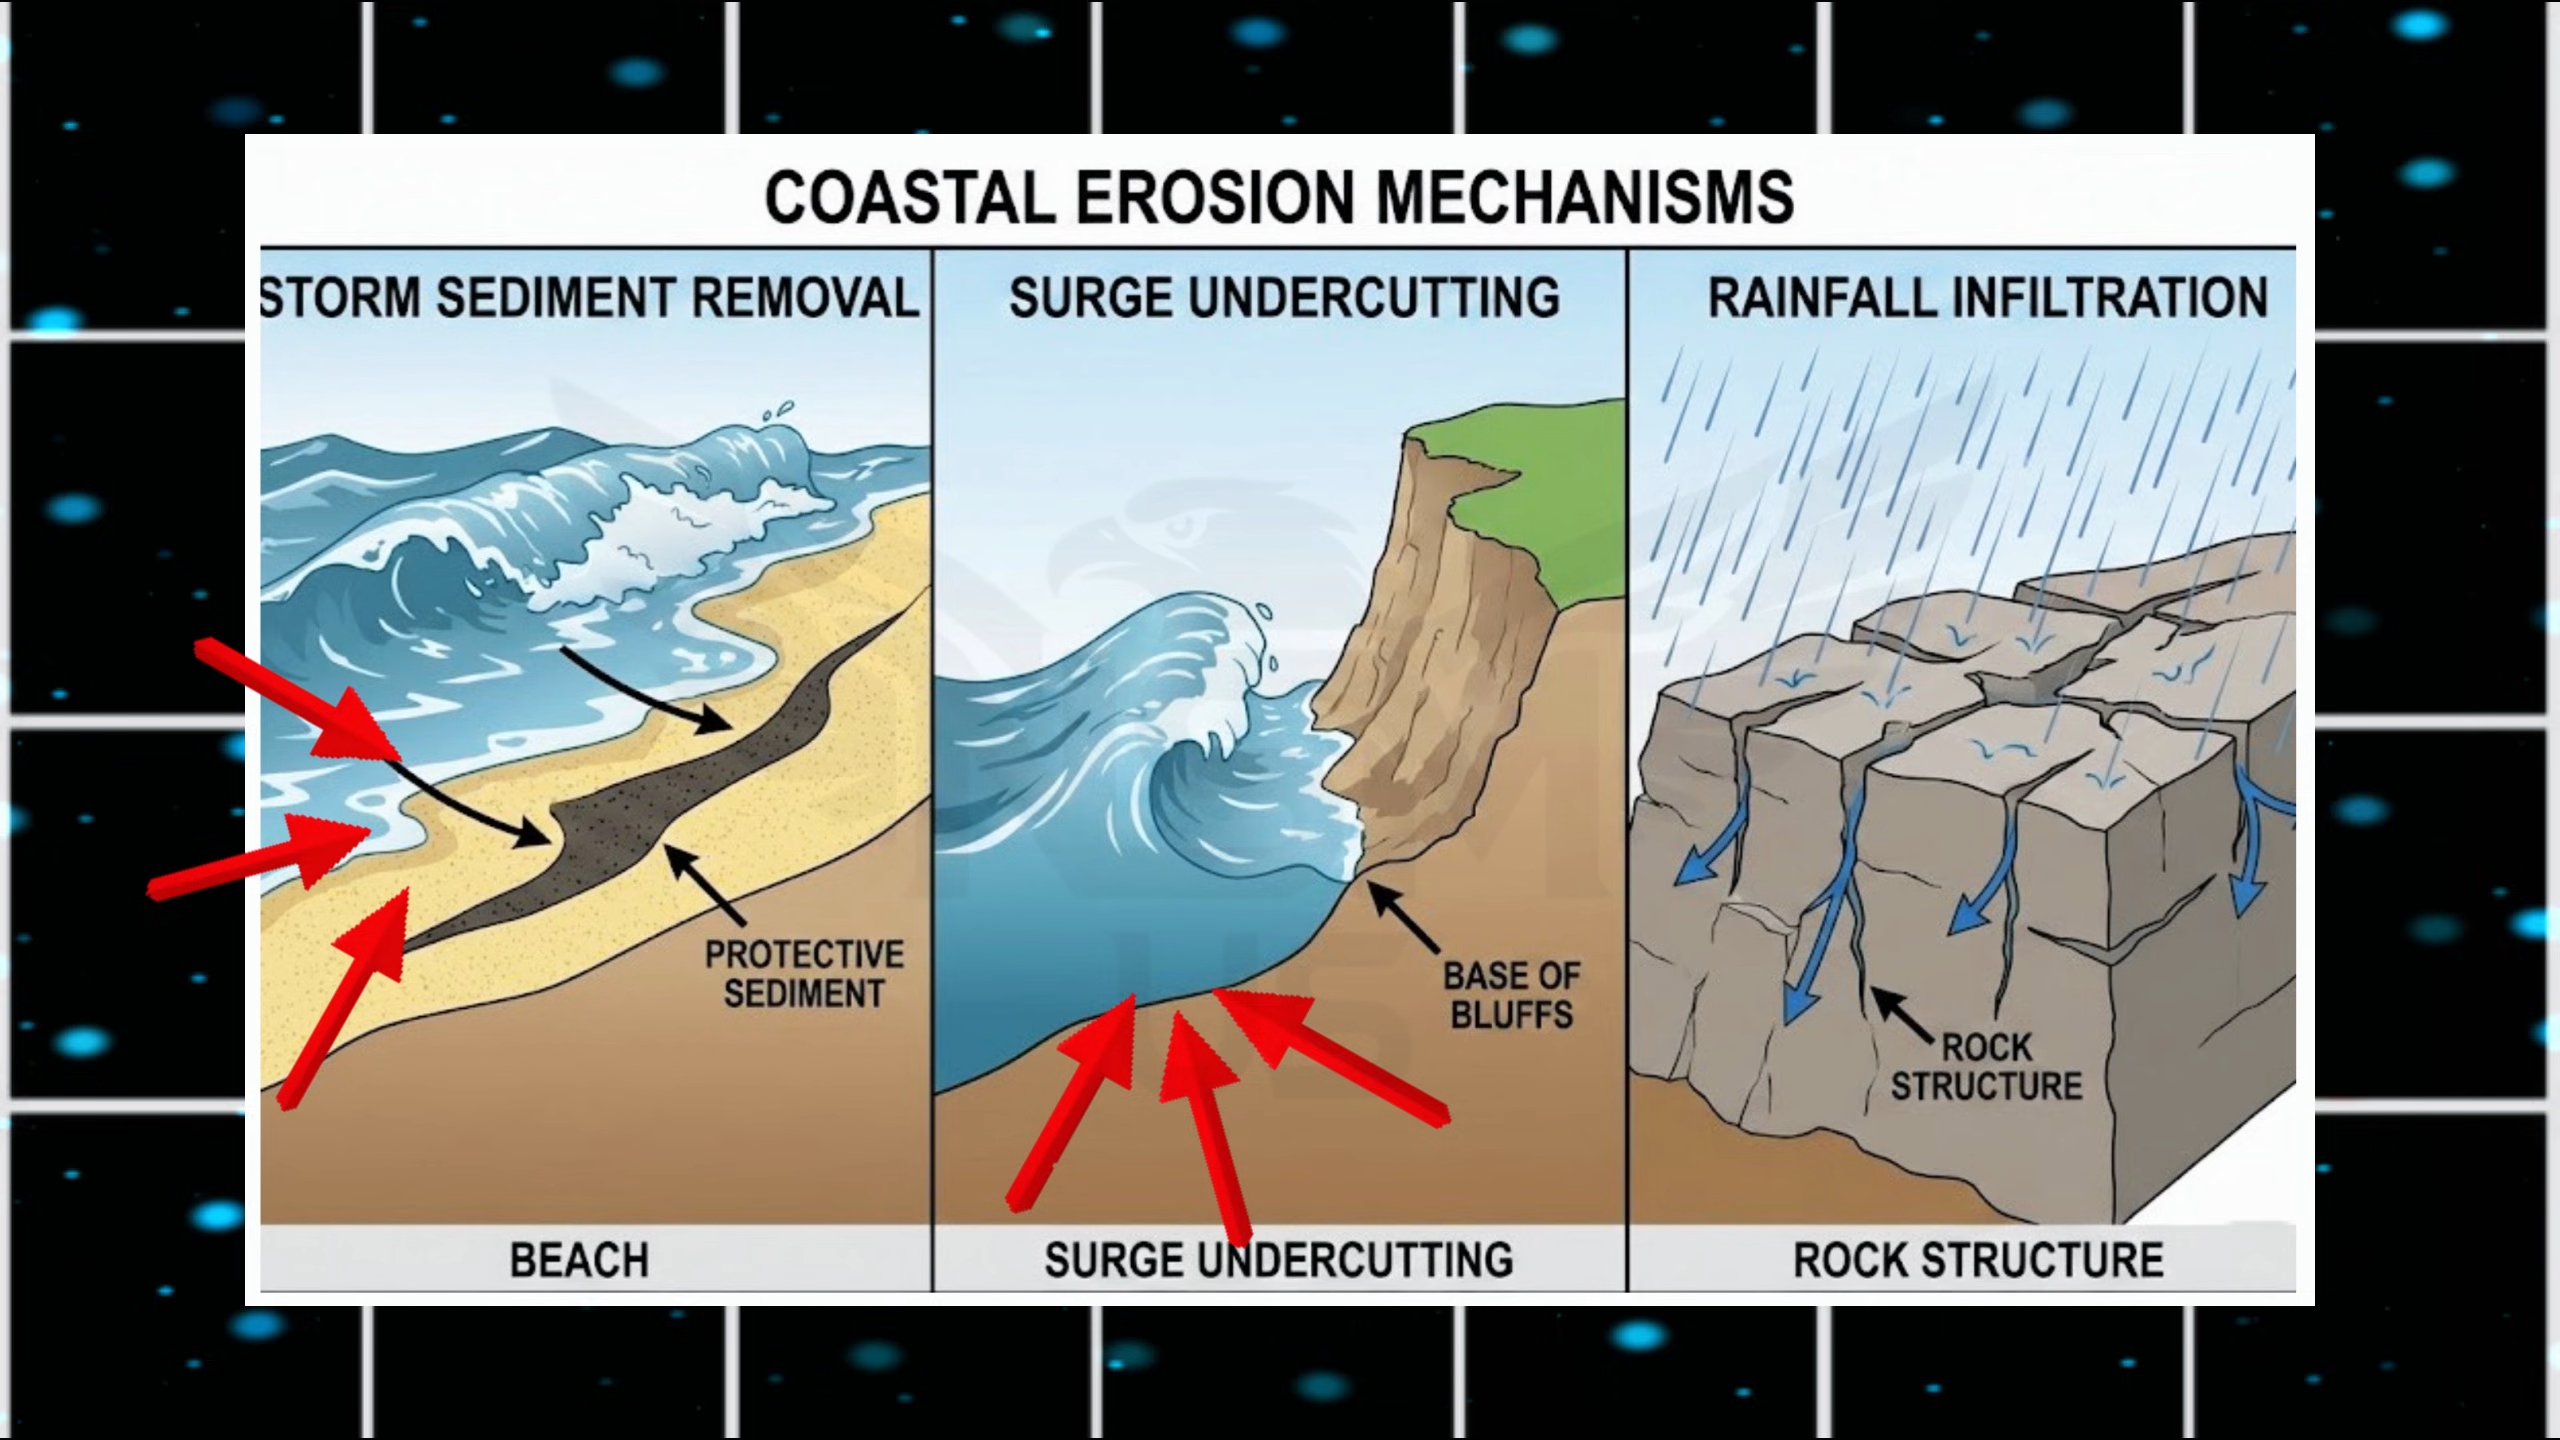 COASTAL EROSION MECHANISMS
STORM SEDIMENT REMOVAL
SURGE UNDERCUTTING
RAINFALL INFILTRATION
PROTECTIVE
SEDIMENT
BASE OF
BLUFFS
ROCK
STRUCTURE
BEACH
SURGE UNDERCUTTING
ROCK STRUCTURE